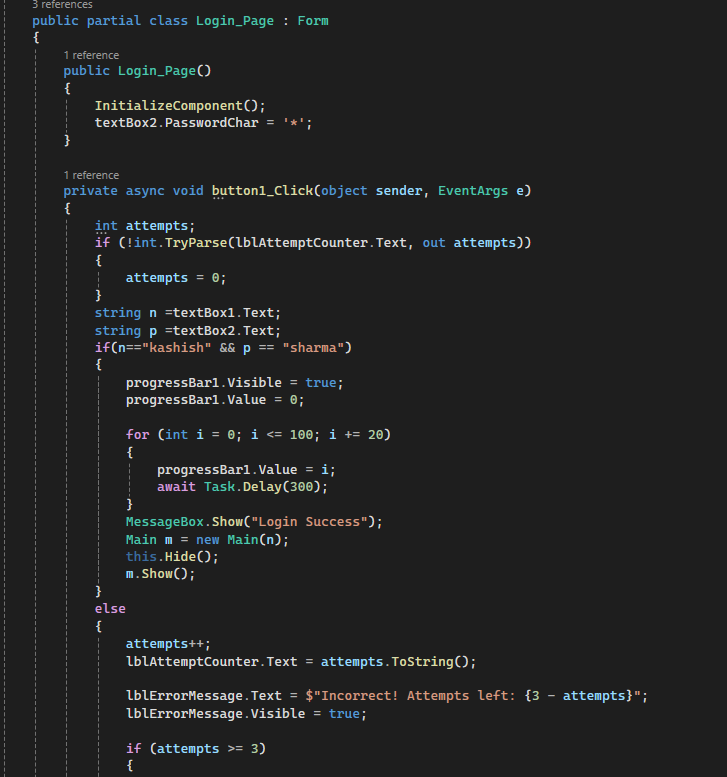 3 references
public partial class Login_Page : Form
{
1 reference
public Login_Page()
{
InitializeComponent();
textBox2.PasswordChar = '*';
}
1 reference
private async void button1_Click(object sender, EventArgs e)
{
int attempts;
if (!int.TryParse(lblAttemptCounter.Text, out attempts))
{
attempts = 0;
}
string n =textBox1.Text;
string p =textBox2.Text;
if(n=="kashish" && p == "sharma")
{
progressBar1.Visible = true;
progressBar1.Value = 0;
for (int i = 0; i <= 100; i += 20)
{
progressBar1.Value = i;
await Task.Delay(300);
}
MessageBox.Show("Login Success");
Main m = new Main(n);
this.Hide();
m.Show();
}
else
{
attempts++;
lblAttemptCounter.Text = attempts.ToString();
lblErrorMessage.Text = $"Incorrect! Attempts left: {3 - attempts}";
lblErrorMessage.Visible = true;
if (attempts >= 3)
{